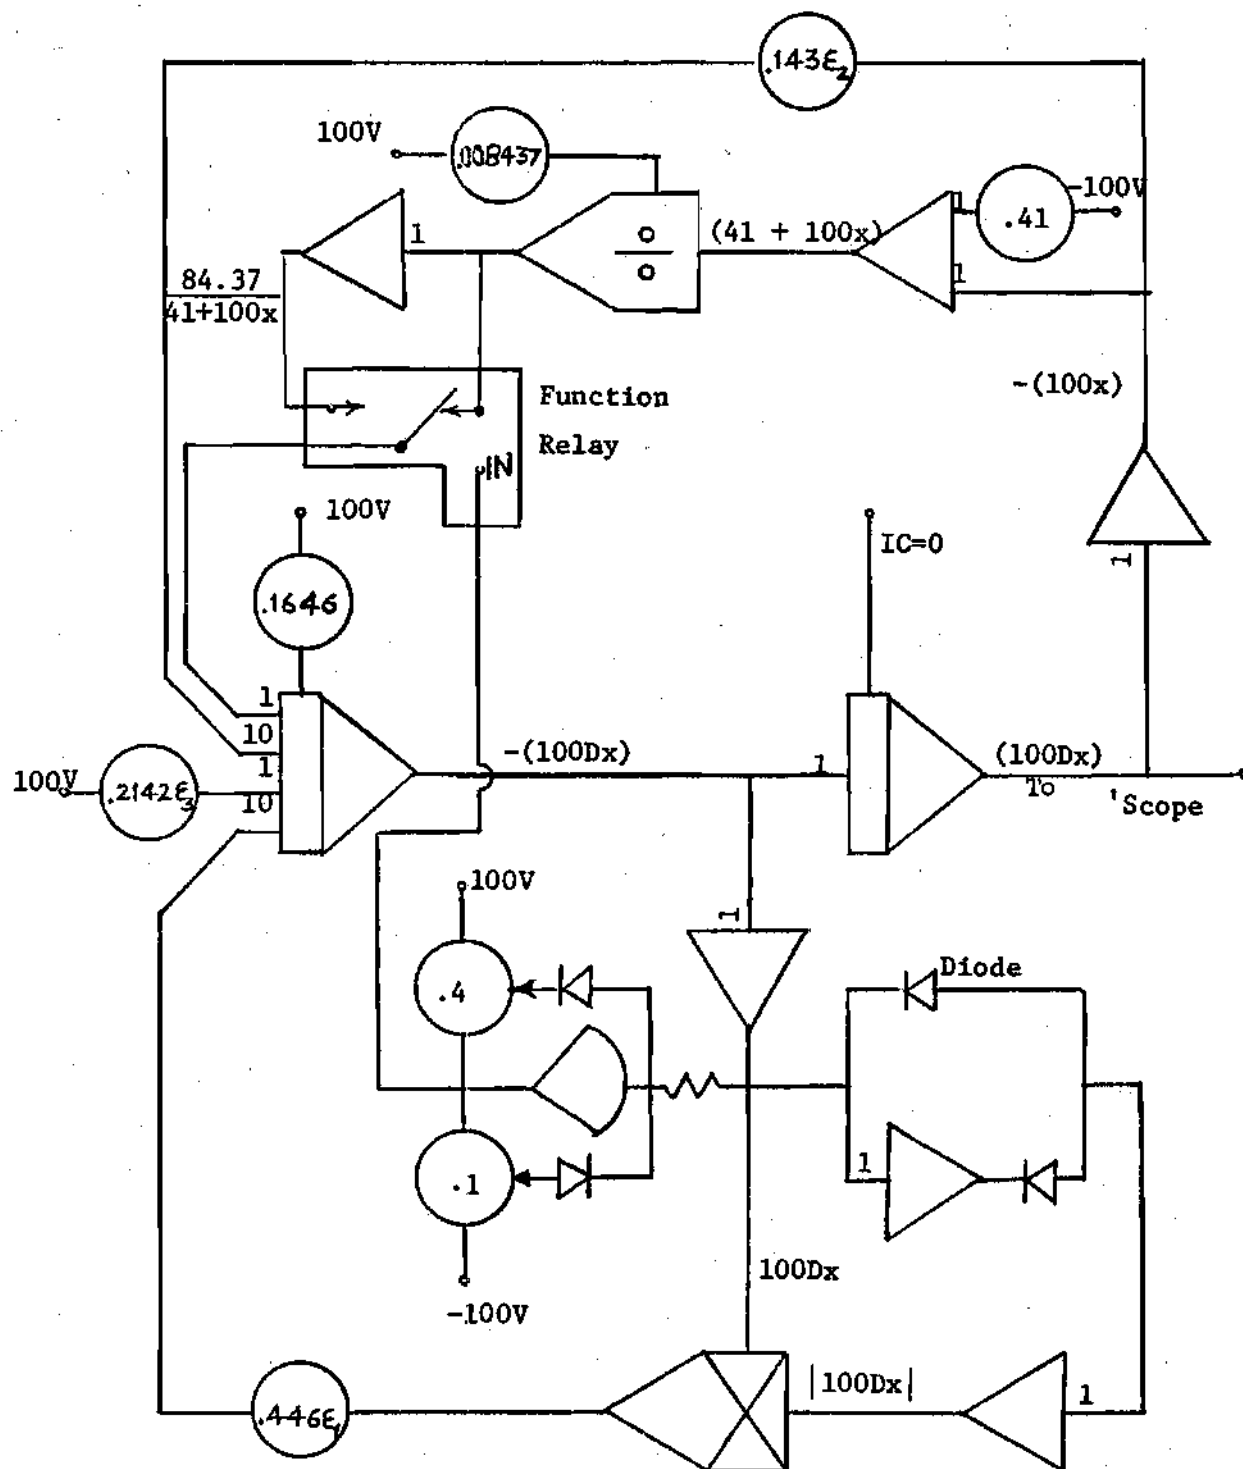 .143ε₂
100V
.008437
-100V
.41
1
1
(41 + 100x)
1
84.37
41+100x
-(100x)
Function
Relay
IN
100V
IC=0
.1646
1
1
10
-(100Dx)
(100Dx)
1
1
100V
.2142ε₃
10
To
'Scope
100V
1
.4
Diode
1
.1
100Dx
-100V
|100Dx|
1
.446ε₁